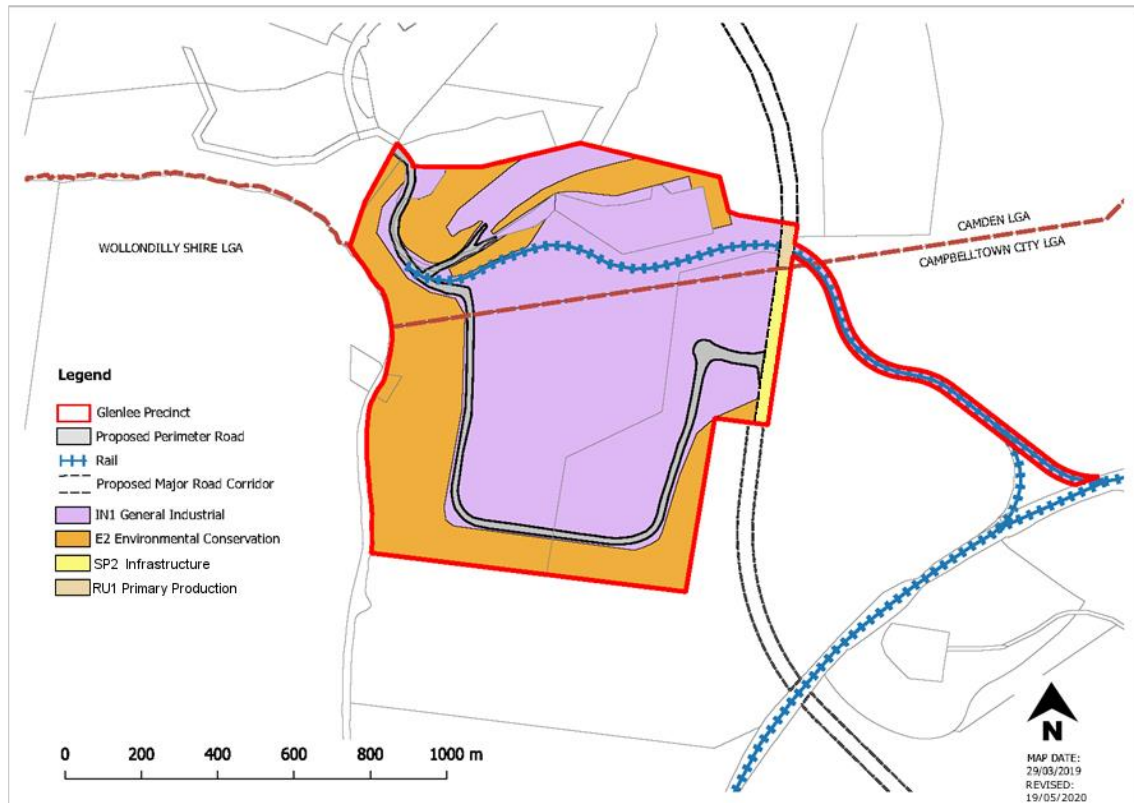 CAMDEN LGA
WOLLONDILLY SHIRE LGA
CAMPBELLTOWN CITY LGA
Legend
Glenlee Precinct
Proposed Perimeter Road
Rail
Proposed Major Road Corridor
IN1 General Industrial
E2 Environmental Conservation
SP2 Infrastructure
RU1 Primary Production
0 200 400 600 800 1000 m
N
MAP DATE:
29/03/2019
REVISED:
19/05/2020